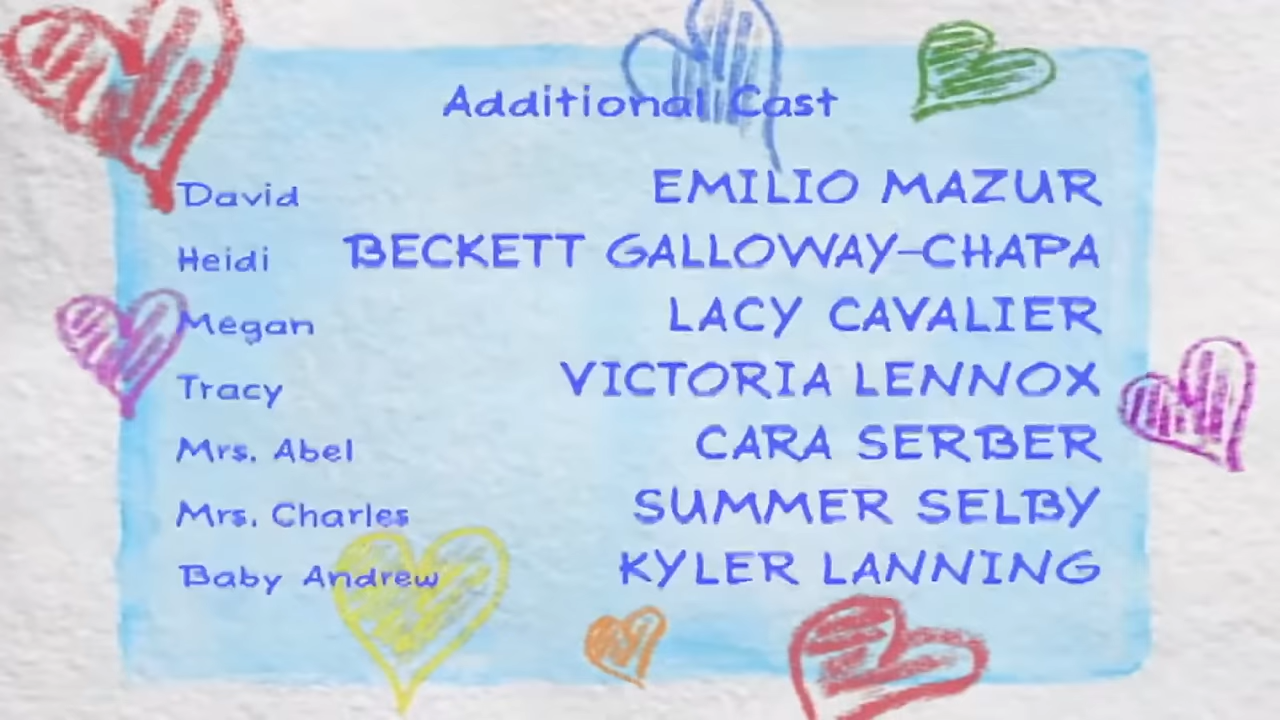 Additional Cast
David EMILIO MAZUR
Heidi BECKETT GALLOWAY-CHAPA
Megan LACY CAVALIER
Tracy VICTORIA LENNOX
Mrs. Abel CARA SERBER
Mrs. Charles SUMMER SELBY
Baby Andrew KYLER LANNING